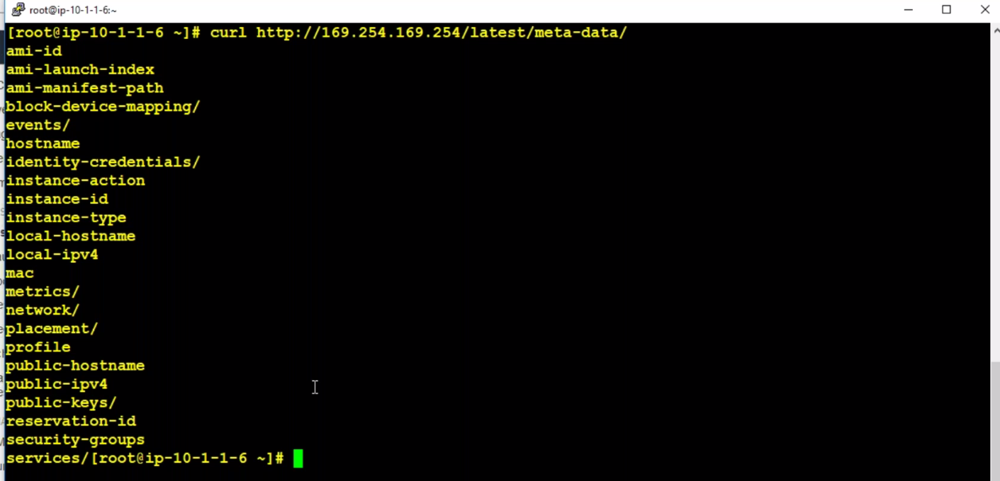 root@ip-10-1-1-6:~
[root@ip-10-1-1-6 ~]# curl http://169.254.169.254/latest/meta-data/
ami-id
ami-launch-index
ami-manifest-path
block-device-mapping/
events/
hostname
identity-credentials/
instance-action
instance-id
instance-type
local-hostname
local-ipv4
mac
metrics/
network/
placement/
profile
public-hostname
public-ipv4
public-keys/
reservation-id
security-groups
services/[root@ip-10-1-1-6 ~]#